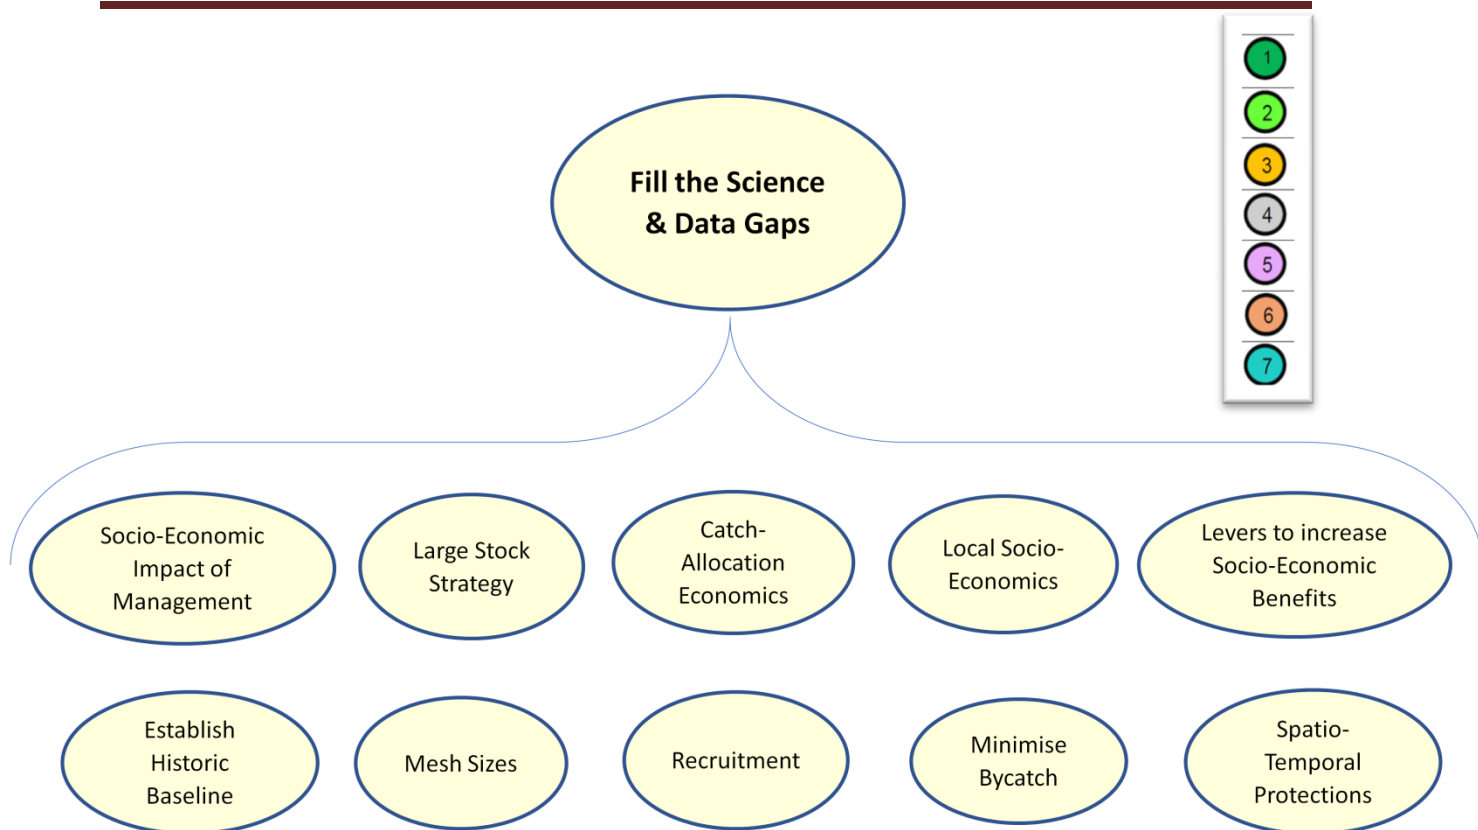 1
2
3
4
5
6
7
Fill the Science
& Data Gaps
Socio-Economic
Impact of
Management
Large Stock
Strategy
Catch-
Allocation
Economics
Local Socio-
Economics
Levers to increase
Socio-Economic
Benefits
Establish
Historic
Baseline
Mesh Sizes
Recruitment
Minimise
Bycatch
Spatio-
Temporal
Protections